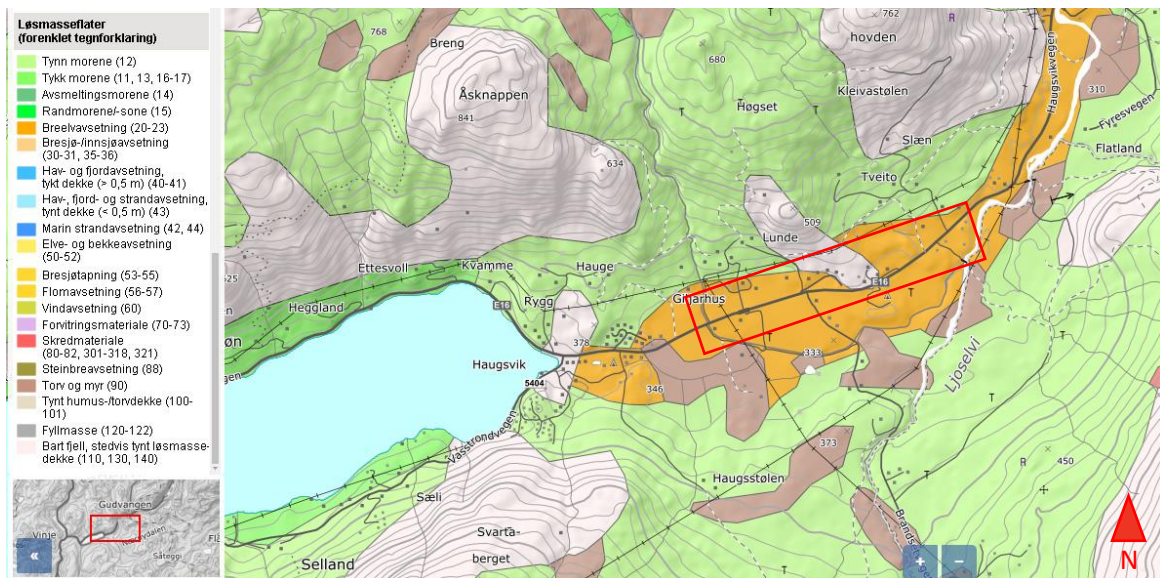 Løsmasseflater
(forenklet tegnforklaring)
Tynn morene (12)
Tykk morene (11, 13, 16-17)
Avsmeltingsmorene (14)
Randmorene/-sone (15)
Breelvavsetning (20-23)
Bresjø-/innsjøavsetning
(30-31, 35-36)
Hav- og fjordavsetning,
tykt dekke (> 0,5 m) (40-41)
Hav-, fjord- og strandavsetning,
tynt dekke (< 0,5 m) (43)
Marin strandavsetning (42, 44)
Elve- og bekkeavsetning
(50-52)
Bresjøtapning (53-55)
Flomavsetning (56-57)
Vindavsetning (60)
Forvitringsmateriale (70-73)
Skredmateriale
(80-82, 301-318, 321)
Steinbreavsetning (88)
Torv og myr (90)
Tynt humus-/torvdekke (100-
101)
Fyllmasse (120-122)
Bart fjell, stedvis tynt løsmasse-
dekke (110, 130, 140)
Gudvangen
Vinje
Såteggi
«
768
Breng
Åsknappen
841
680
762
R
hovden
Kleivastølen
Høgset
Haugsvikvegen
310
Fyresvegen
Flatland
Slæn
Tveito
634
509
Lunde
525
Ettesvoll
Kvamme
Hauge
Heggland
E16
Rygg
Gjijarhus
E16
378
Haugsvik
333
5404
346
Vasstrondvegen
Ljoselvi
373
Haugsstølen
R
450
Sæli
Svarta-
berget
Selland
+
−
N
T
T
T
T
T
T
T
T